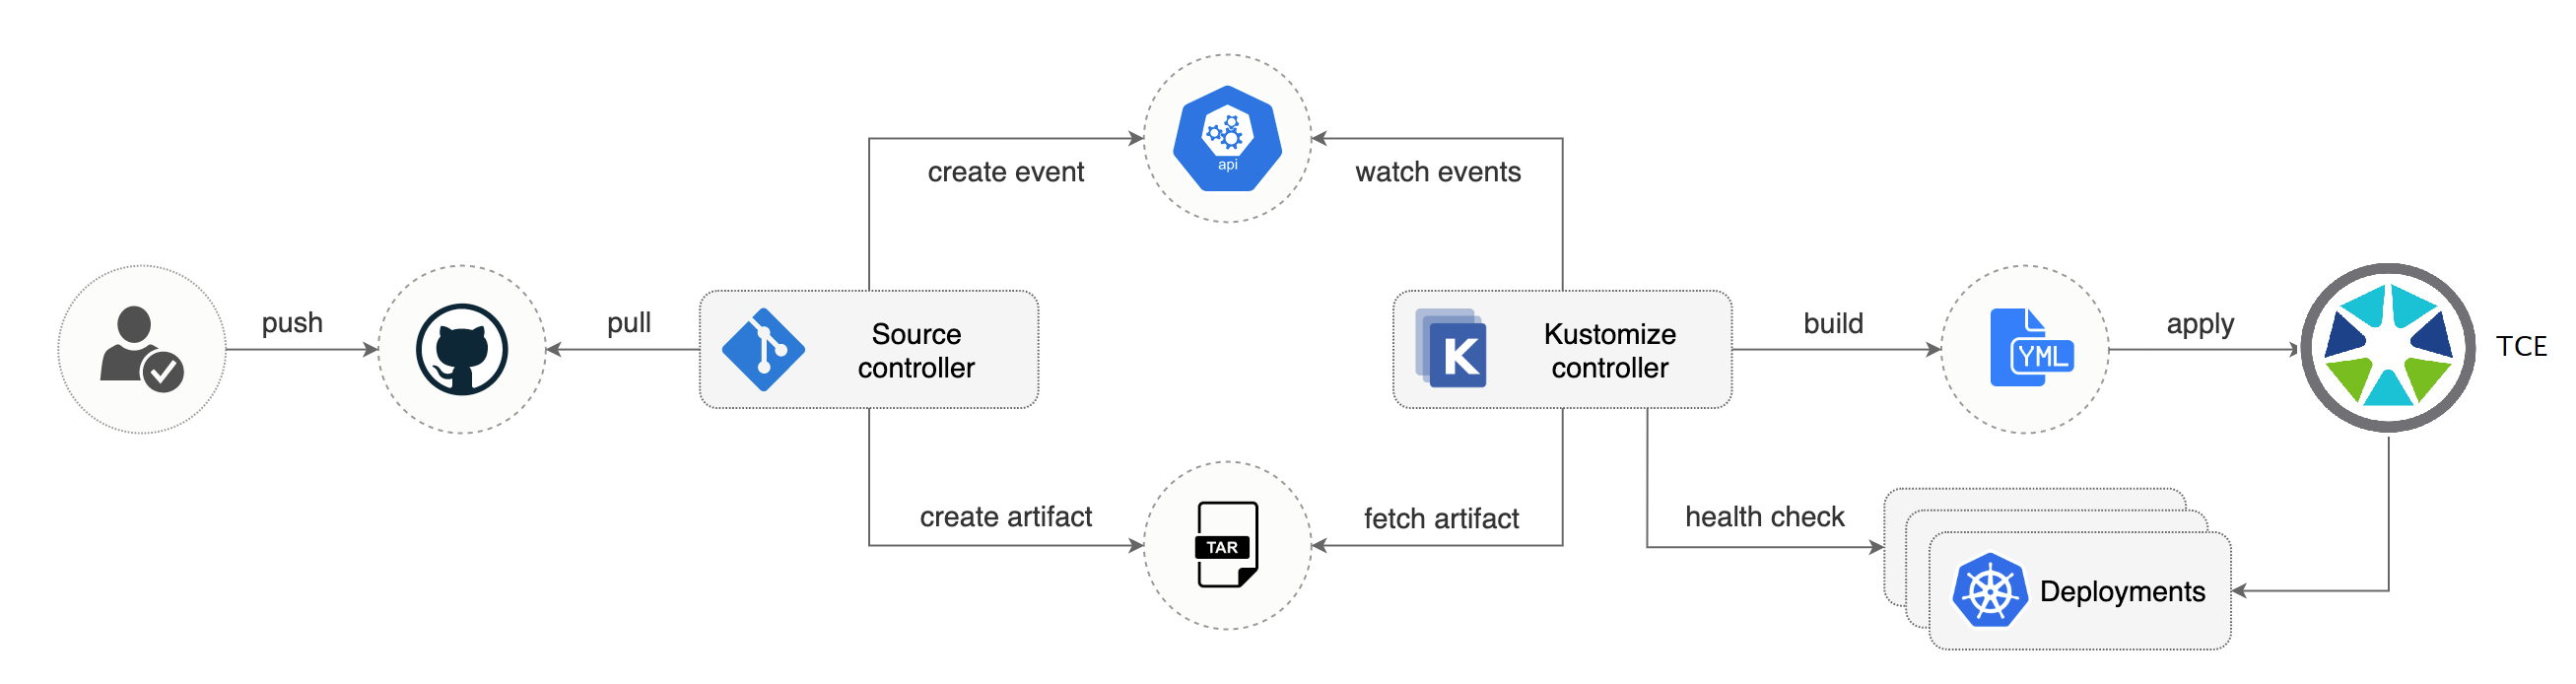 api
create event
watch events
push
pull
Source
controller
Kustomize
controller
K
build
YML
apply
TCE
create artifact
TAR
fetch artifact
health check
Deployments